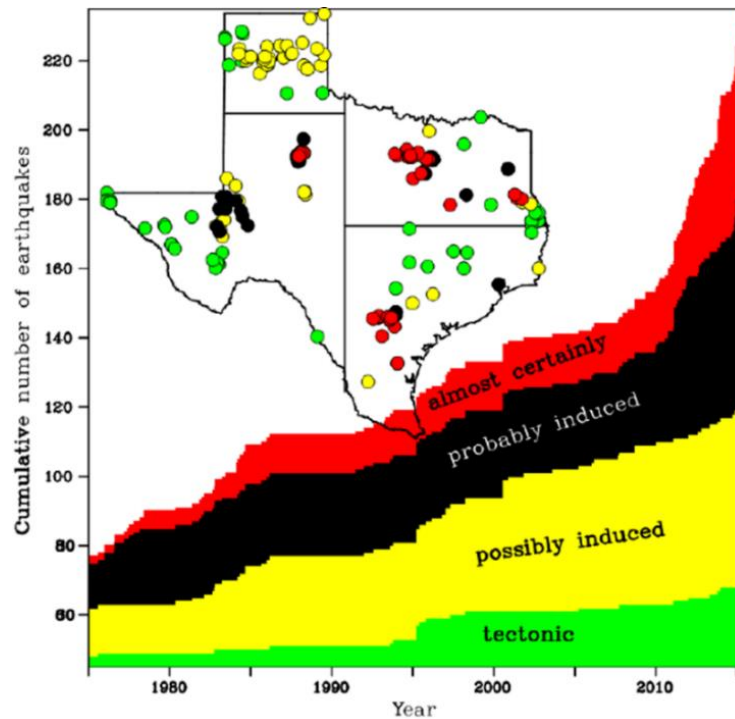 Cumulative number of earthquakes
220
200
180
160
140
120
100
80
60
almost certainly
probably induced
possibly induced
tectonic
1980 1990 2000 2010
Year